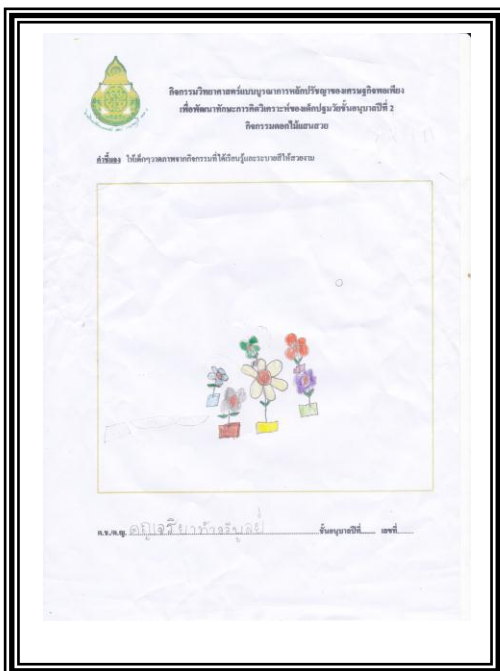 กิจกรรมวิทยาศาสตร์แบบบูรณาการหลักปรัชญาของเศรษฐกิจพอเพียง
เพื่อพัฒนาทักษะการคิดวิเคราะห์ของเด็กปฐมวัยชั้นอนุบาลปีที่ 2
กิจกรรมดอกไม้แสนสวย
คำชี้แจง ให้เด็กๆวาดภาพจากกิจกรรมที่ได้เรียนรู้และระบายสีให้สวยงาม
ด.ช./ด.ญ. ชั้นอนุบาลปีที่....... เลขที่.......